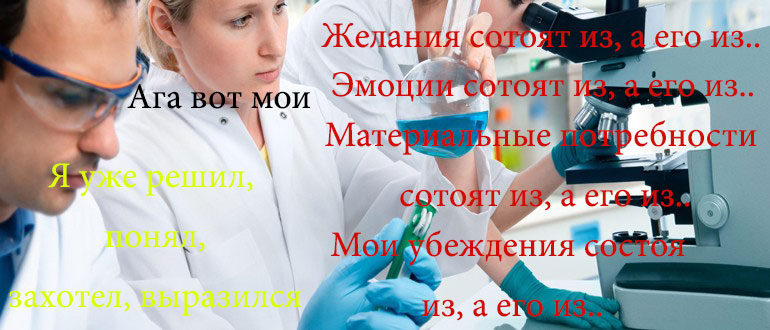 Желания сотоят из, а его из..
Эмоции сотоят из, а его из..
Ага вот мои
Материальные потребности
сотоят из, а его из..
Я уже решил,
понял,
захотел, выразился
Мои убеждения состоя
из, а его из..